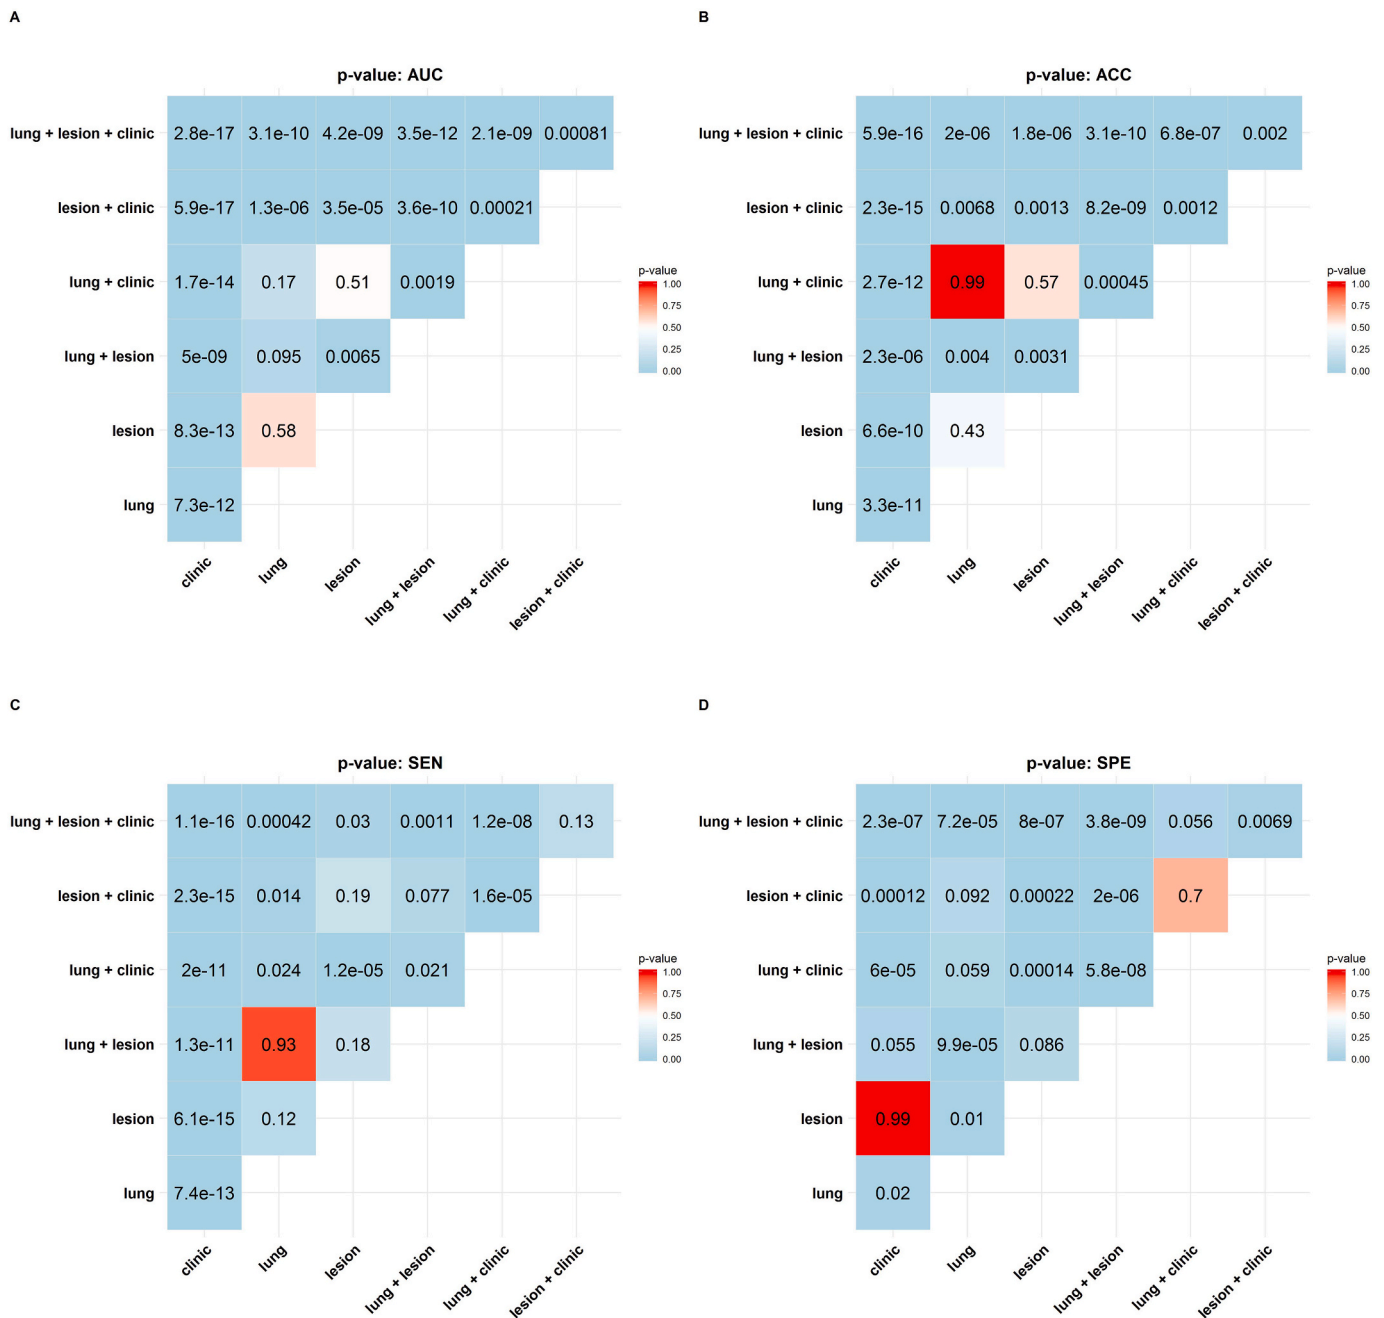 A
p-value: AUC
lung + lesion + clinic 2.8e-17 3.1e-10 4.2e-09 3.5e-12 2.1e-09 0.00081
lesion + clinic 5.9e-17 1.3e-06 3.5e-05 3.6e-10 0.00021
lung + clinic 1.7e-14 0.17 0.51 0.0019
lung + lesion 5e-09 0.095 0.0065
lesion 8.3e-13 0.58
lung 7.3e-12
clinic lung lesion lung + lesion lung + clinic lesion + clinic
p-value
1.00
0.75
0.50
0.25
0.00
B
p-value: ACC
lung + lesion + clinic 5.9e-16 2e-06 1.8e-06 3.1e-10 6.8e-07 0.002
lesion + clinic 2.3e-15 0.0068 0.0013 8.2e-09 0.0012
lung + clinic 2.7e-12 0.99 0.57 0.00045
lung + lesion 2.3e-06 0.004 0.0031
lesion 6.6e-10 0.43
lung 3.3e-11
clinic lung lesion lung + lesion lung + clinic lesion + clinic
p-value
1.00
0.75
0.50
0.25
0.00
C
p-value: SEN
lung + lesion + clinic 1.1e-16 0.00042 0.03 0.0011 1.2e-08 0.13
lesion + clinic 2.3e-15 0.014 0.19 0.077 1.6e-05
lung + clinic 2e-11 0.024 1.2e-05 0.021
lung + lesion 1.3e-11 0.93 0.18
lesion 6.1e-15 0.12
lung 7.4e-13
clinic lung lesion lung + lesion lung + clinic lesion + clinic
p-value
1.00
0.75
0.50
0.25
0.00
D
p-value: SPE
lung + lesion + clinic 2.3e-07 7.2e-05 8e-07 3.8e-09 0.056 0.0069
lesion + clinic 0.00012 0.092 0.00022 2e-06 0.7
lung + clinic 6e-05 0.059 0.00014 5.8e-08
lung + lesion 0.055 9.9e-05 0.086
lesion 0.99 0.01
lung 0.02
clinic lung lesion lung + lesion lung + clinic lesion + clinic
p-value
1.00
0.75
0.50
0.25
0.00